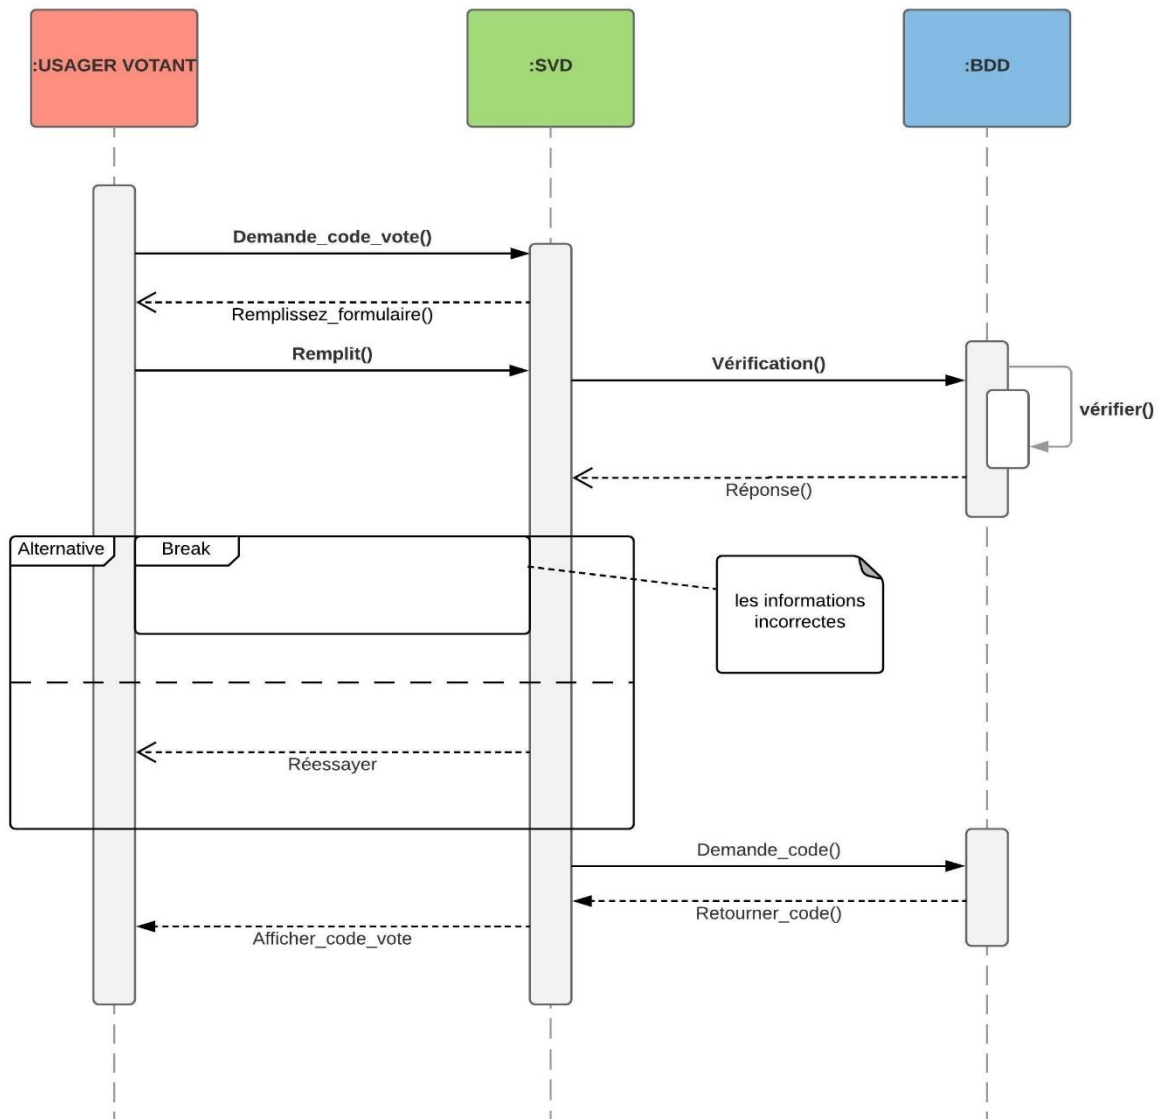 :USAGER VOTANT
:SVD
:BDD
Demande_code_vote()
Remplissez_formulaire()
Remplit()
Vérification()
vérifier()
Réponse()
Alternative
Break
les informations
incorrectes
Réessayer
Demande_code()
Retourner_code()
Afficher_code_vote